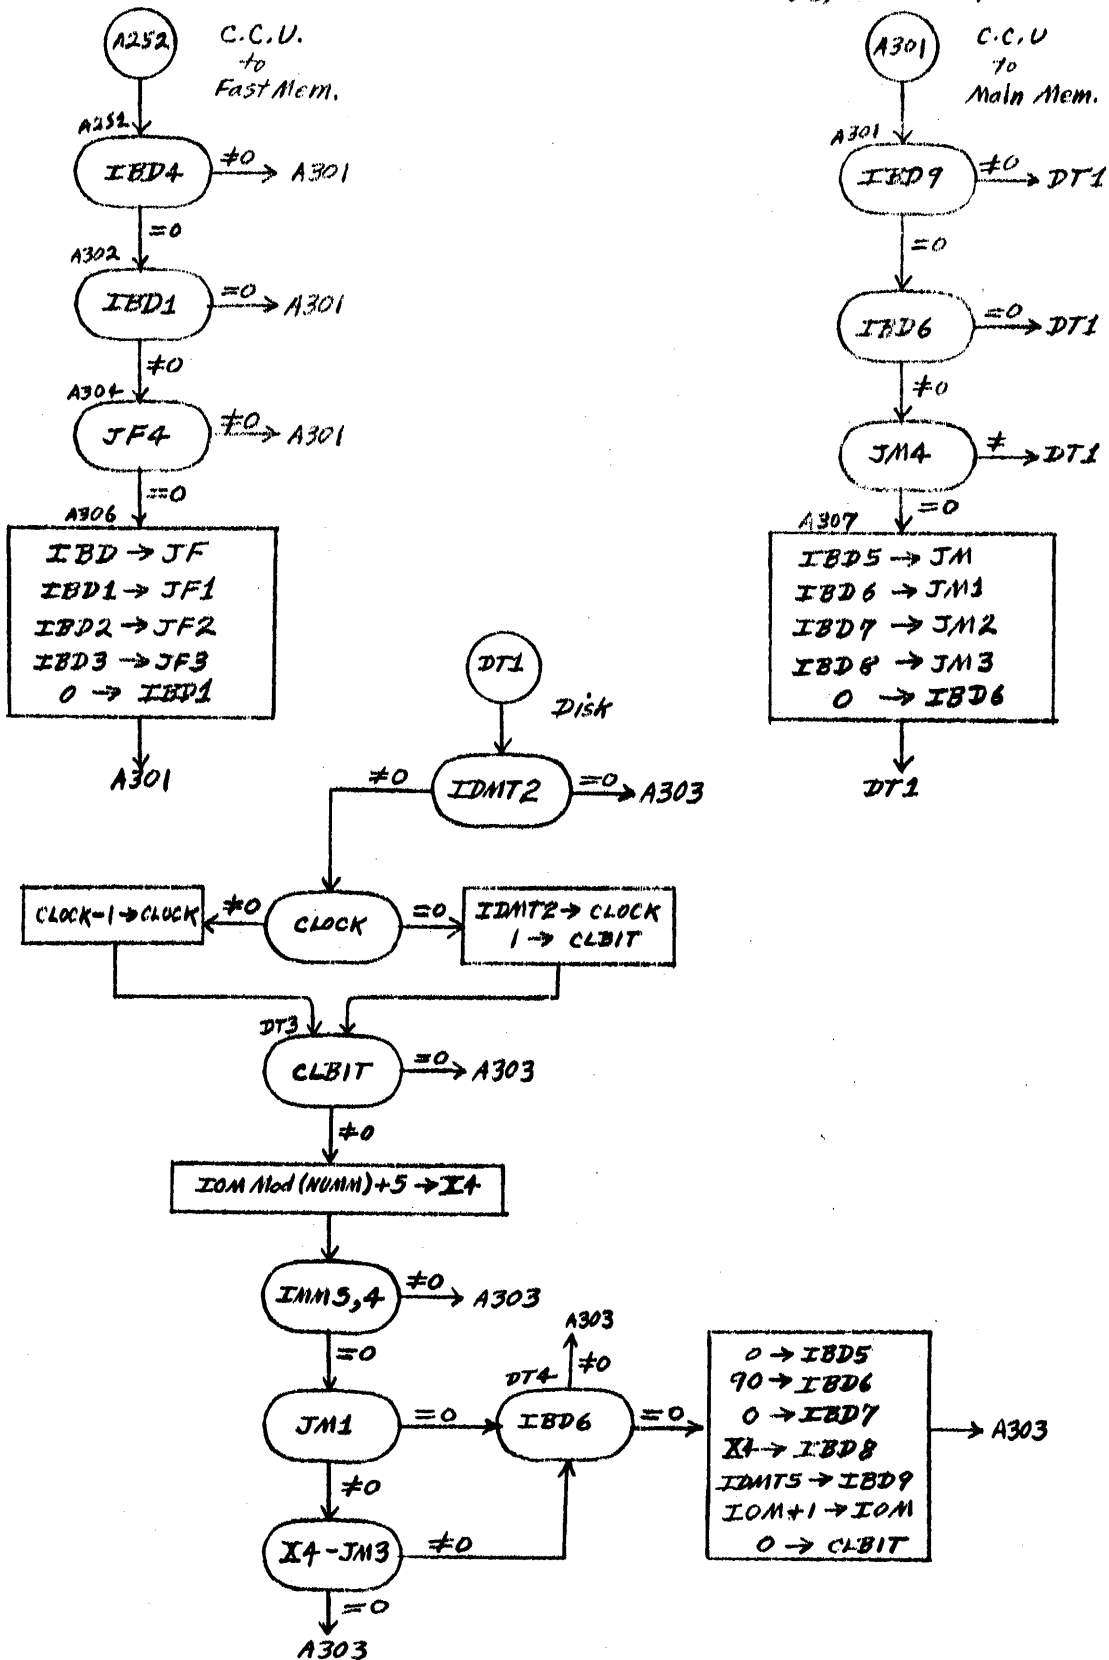 A252
C.C.U.
to
Fast Mem.
A251
IBD4
≠0
A301
=0
A302
IBD1
=0
A301
≠0
A304
JF4
≠0
A301
==0
A306
IBD → JF
IBD1 → JF1
IBD2 → JF2
IBD3 → JF3
0 → IBD1
A301
A301
C.C.U
to
Main Mem.
A301
IBD9
≠0
DT1
=0
IBD6
=0
DT1
≠0
JM4
≠
DT1
=0
A307
IBD5 → JM
IBD6 → JM1
IBD7 → JM2
IBD8 → JM3
0 → IBD6
DT1
DT1
Disk
IDMT2
≠0
=0
A303
CLOCK-1→CLOCK
≠0
CLOCK
=0
IDMT2 → CLOCK
1 → CLBIT
DT3
CLBIT
=0
A303
≠0
IOM Mod (NUMM)+5 → X4
IMM5,4
≠0
A303
=0
JM1
=0
DT4
IBD6
≠0
A303
=0
0 → IBD5
90 → IBD6
0 → IBD7
X4 → IBD8
IDMT5 → IBD9
IOM+1 → IOM
0 → CLBIT
A303
≠0
X4-JM3
≠0
=0
A303